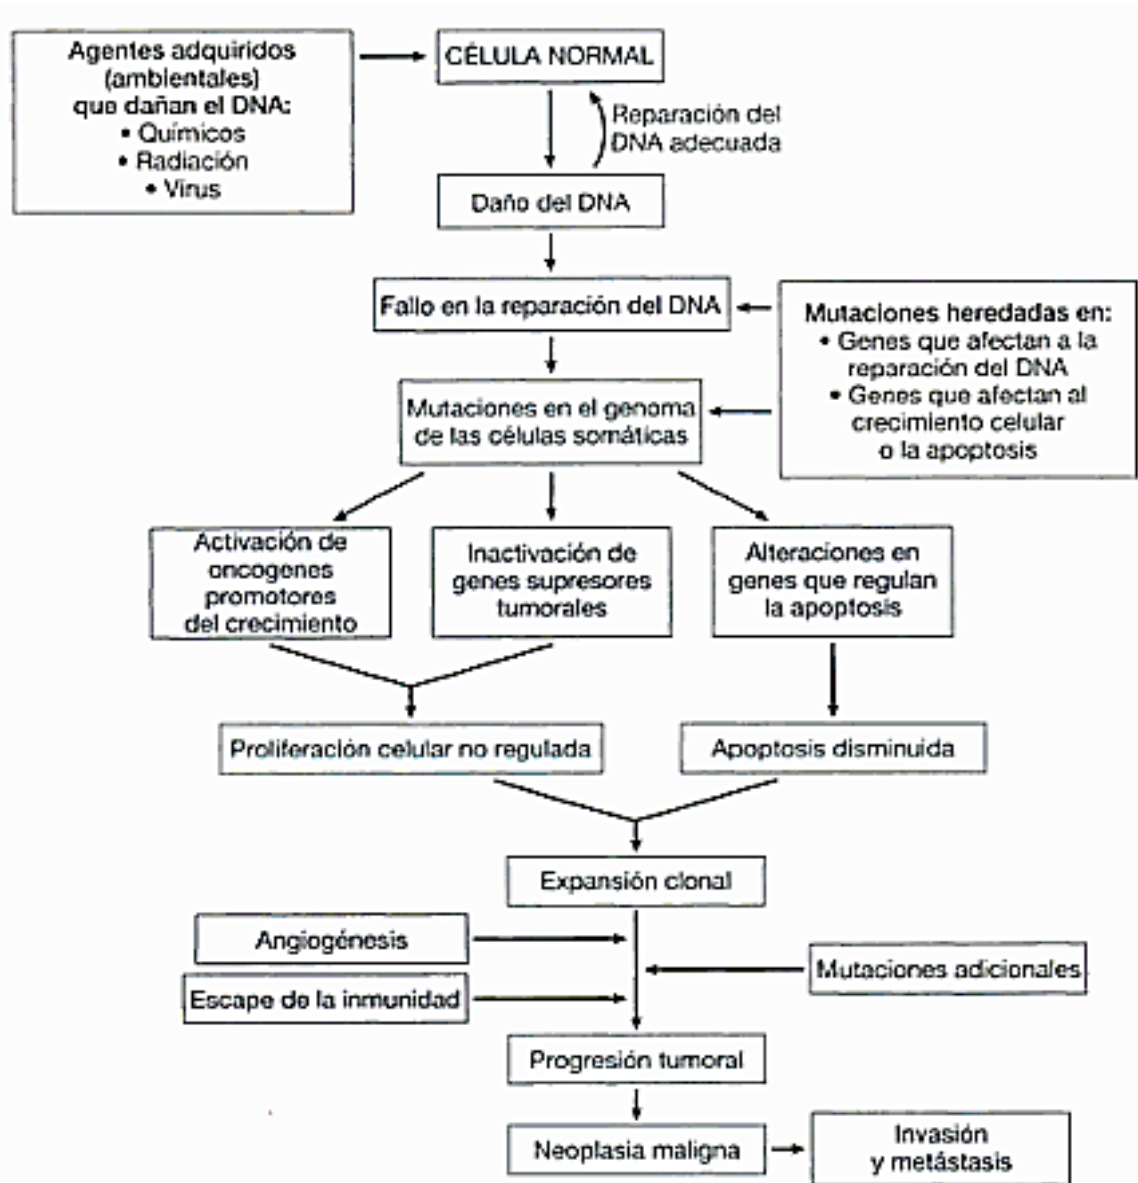 Agentes adquiridos
(ambientales)
que dañan el DNA:
• Químicos
• Radiación
• Virus
CÉLULA NORMAL
Reparación del
DNA adecuada
Daño del DNA
Fallo en la reparación del DNA
Mutaciones heredadas en:
• Genes que afectan a la
reparación del DNA
• Genes que afectan al
crecimiento celular
o la apoptosis
Mutaciones en el genoma
de las células somáticas
Activación de
oncogenes
promotores
del crecimiento
Inactivación de
genes supresores
tumorales
Alteraciones en
genes que regulan
la apoptosis
Proliferación celular no regulada
Apoptosis disminuida
Expansión clonal
Angiogénesis
Mutaciones adicionales
Escape de la inmunidad
Progresión tumoral
Neoplasia maligna
Invasión
y metástasis